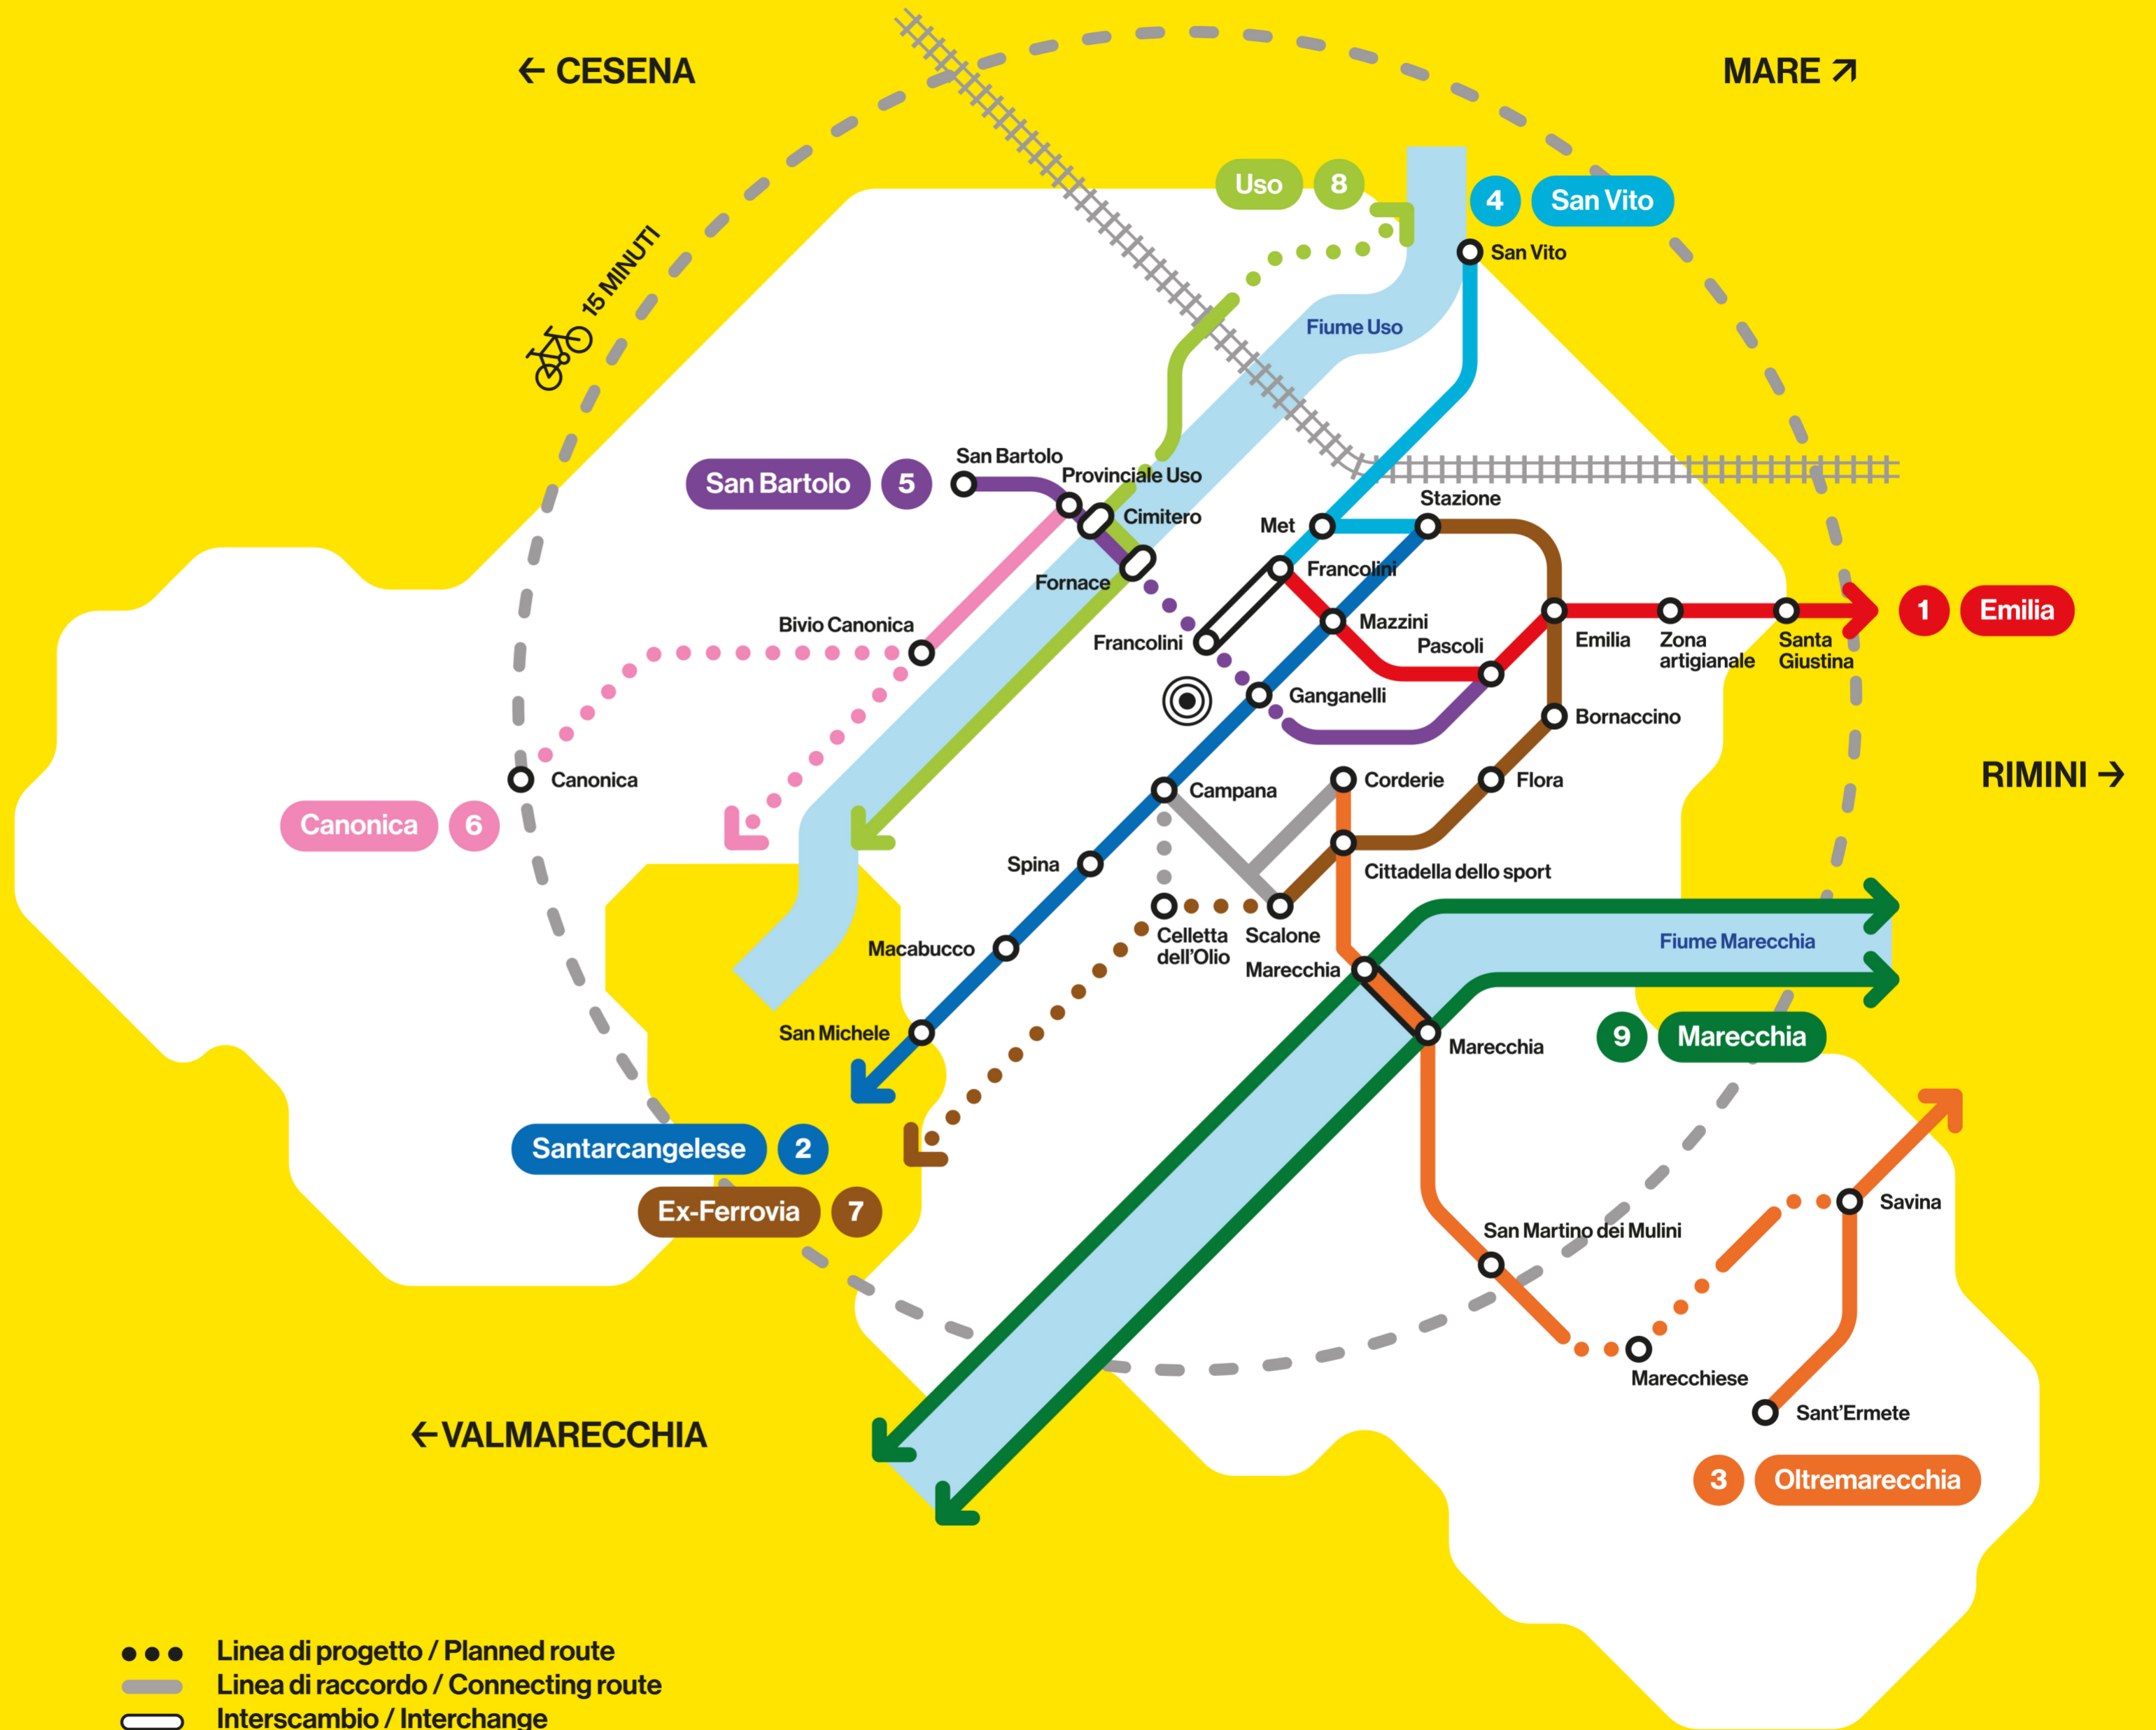 ← CESENA
MARE ↗
15 MINUTI
Uso 8
4 San Vito
San Vito
Fiume Uso
San Bartolo
Provinciale Uso
San Bartolo 5
Cimitero
Stazione
Met
Fornace
Francolini
Bivio Canonica
Francolini
Mazzini
Pascoli
Emilia
Zona
artigianale
Santa
Giustina
1 Emilia
Ganganelli
Bornaccino
Canonica
Canonica 6
Campana
Corderie
Flora
RIMINI →
Spina
Cittadella dello sport
Macabucco
Celletta
dell'Olio
Scalone
Marecchia
Fiume Marecchia
San Michele
Marecchia
9 Marecchia
Santarcangelese 2
Ex-Ferrovia 7
San Martino dei Mulini
Savina
Marecchiese
Sant'Ermete
←VALMARECCHIA
3 Oltremarecchia
Linea di progetto / Planned route
Linea di raccordo / Connecting route
Interscambio / Interchange